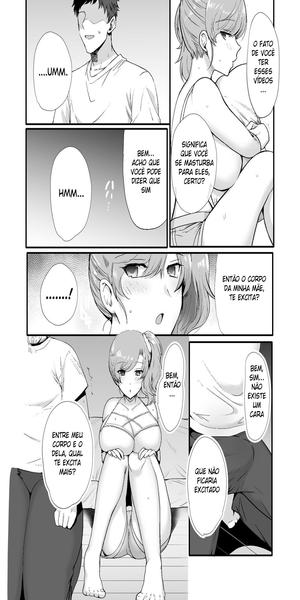 O FATO
DE VOCÊ
TER
ESSES
VÍDEOS
...
....UMM.
SIGNIFICA
QUE VOCÊ
SE MASTURBA
PARA ELES,
CERTO?
BEM...
ACHO QUE
VOCÊ PODE
DIZER QUE
SIM
HMM...
ENTÃO O CORPO
DA MINHA MÃE,
TE EXCITA?
........!
BEM,
SIM...
NÃO
EXISTE
UM
CARA
QUE NÃO
FICARIA
EXCITADO
BEM,
ENTÃO
...
ENTRE MEU
CORPO E O
DELA, QUAL
TE EXCITA
MAIS?